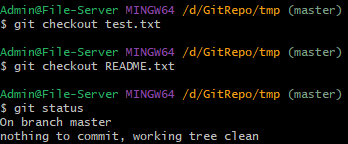 Admin@File-Server MINGW64 /d/GitRepo/tmp (master)
$ git checkout test.txt
Admin@File-Server MINGW64 /d/GitRepo/tmp (master)
$ git checkout README.txt
Admin@File-Server MINGW64 /d/GitRepo/tmp (master)
$ git status
On branch master
nothing to commit, working tree clean